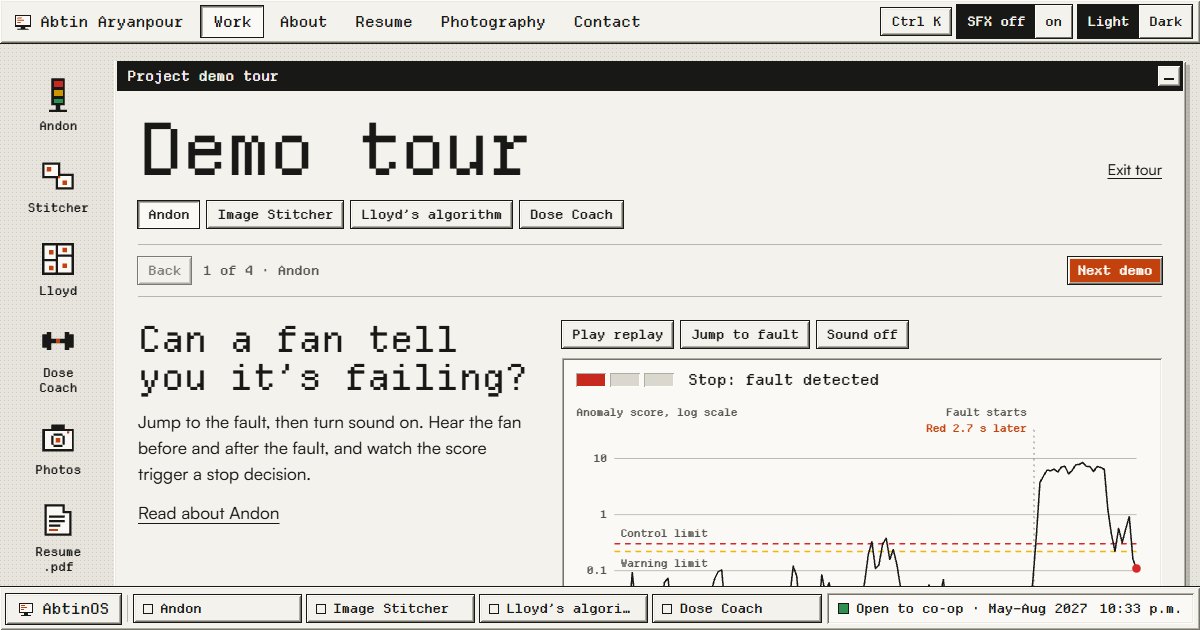 Abtin Aryanpour Work About Resume Photography Contact Ctrl K SFX off on Light Dark
Project demo tour
Andon
Stitcher
Lloyd
Dose
Coach
Photos
Resume
.pdf
Demo tour
Exit tour
Andon Image Stitcher Lloyd's algorithm Dose Coach
Back 1 of 4 · Andon Next demo
Can a fan tell
you it's failing?
Jump to the fault, then turn sound on. Hear the fan
before and after the fault, and watch the score
trigger a stop decision.
Read about Andon
Play replay Jump to fault Sound off
Stop: fault detected
Anomaly score, log scale
Fault starts
Red 2.7 s later
10
1
Control limit
Warning limit
0.1
AbtinOS Andon Image Stitcher Lloyd's algori… Dose Coach Open to co-op · May–Aug 2027 10:33 p.m.